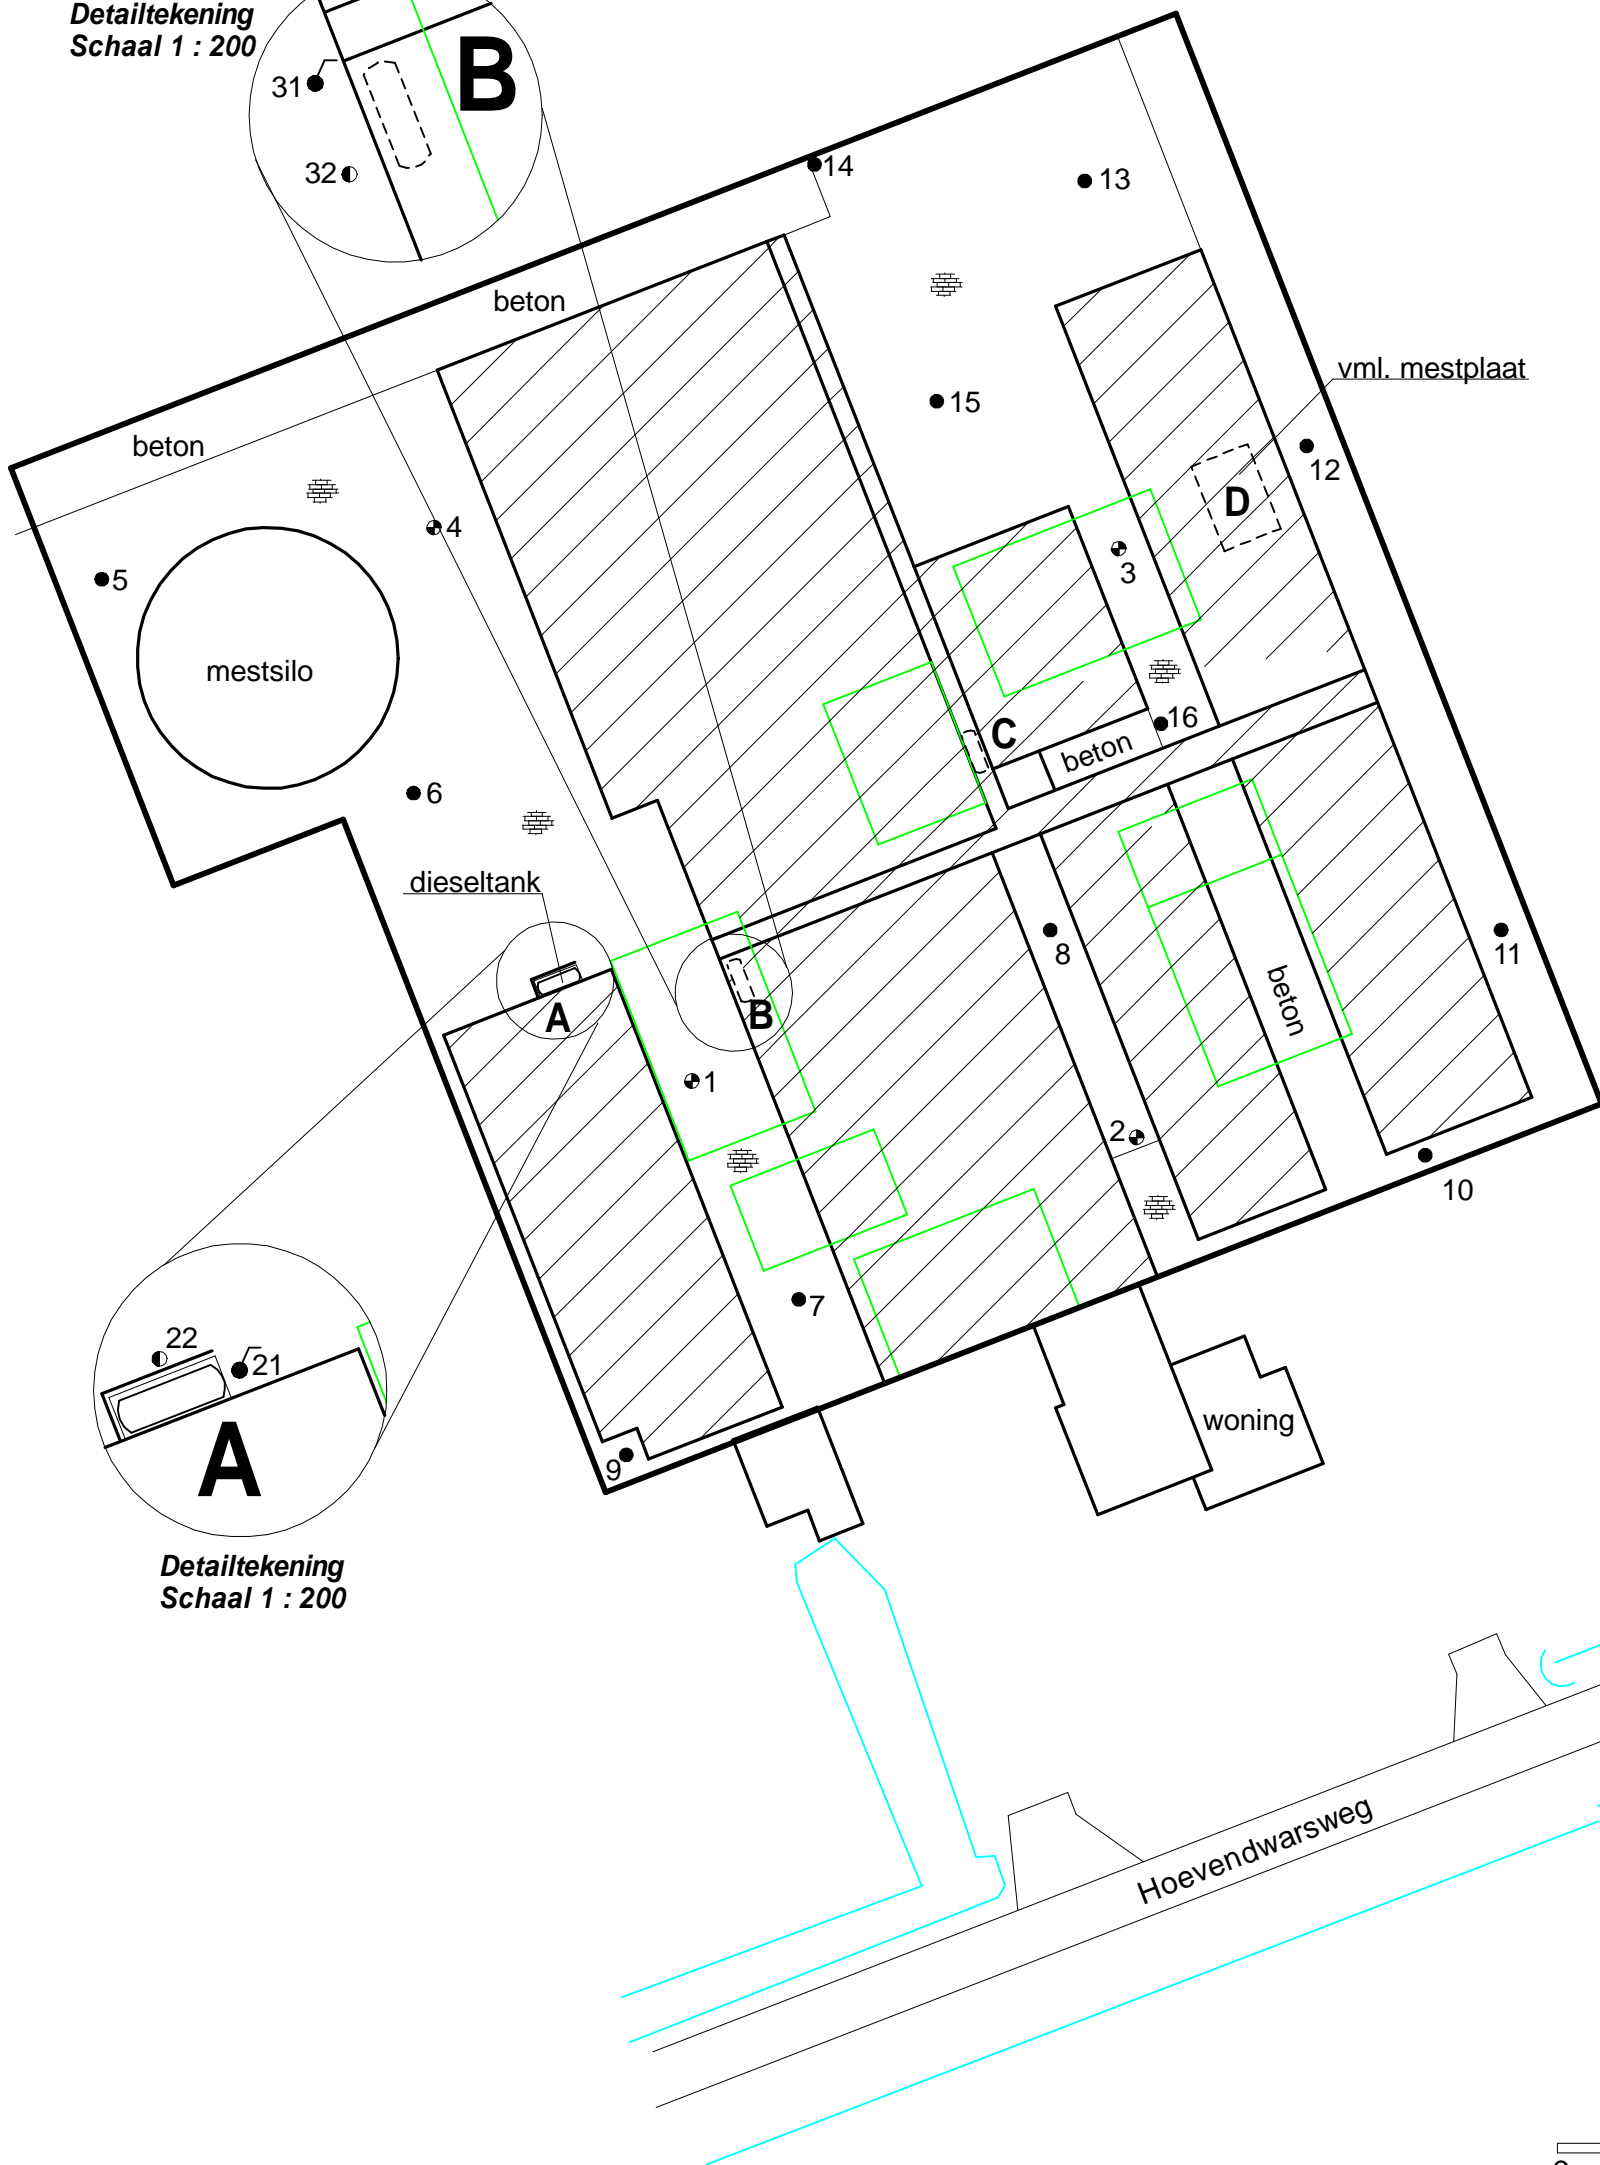 Detailtekening
Schaal 1 : 200
B
31
32
14
13
beton
vml. mestplaat
15
beton
12
4
D
5
3
mestsilo
16
C
beton
6
dieseltank
8
11
A
B
beton
1
2
10
7
22
21
woning
A
9
Detailtekening
Schaal 1 : 200
Hoevendwarsweg